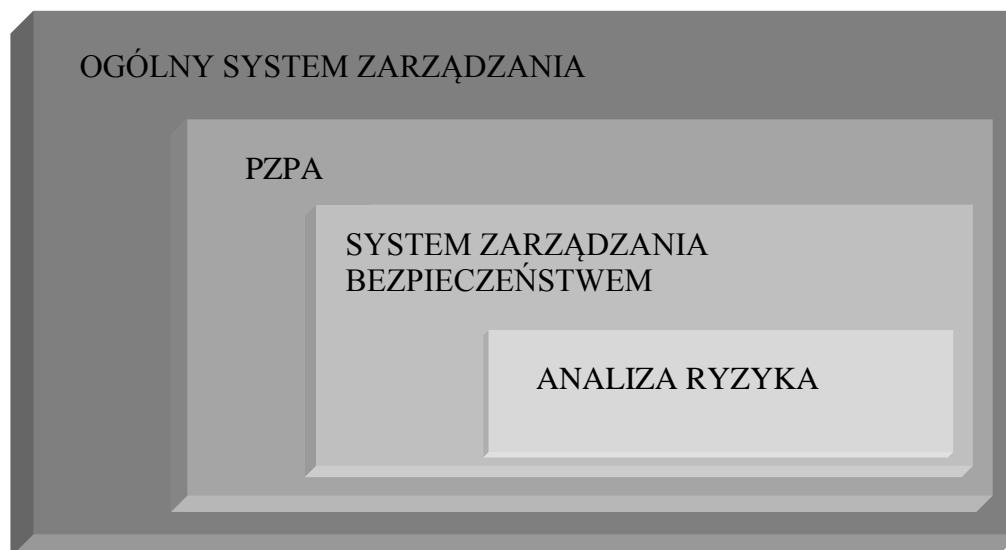 OGÓLNY SYSTEM ZARZĄDZANIA
PZPA
SYSTEM ZARZĄDZANIA
BEZPIECZEŃSTWEM
ANALIZA RYZYKA